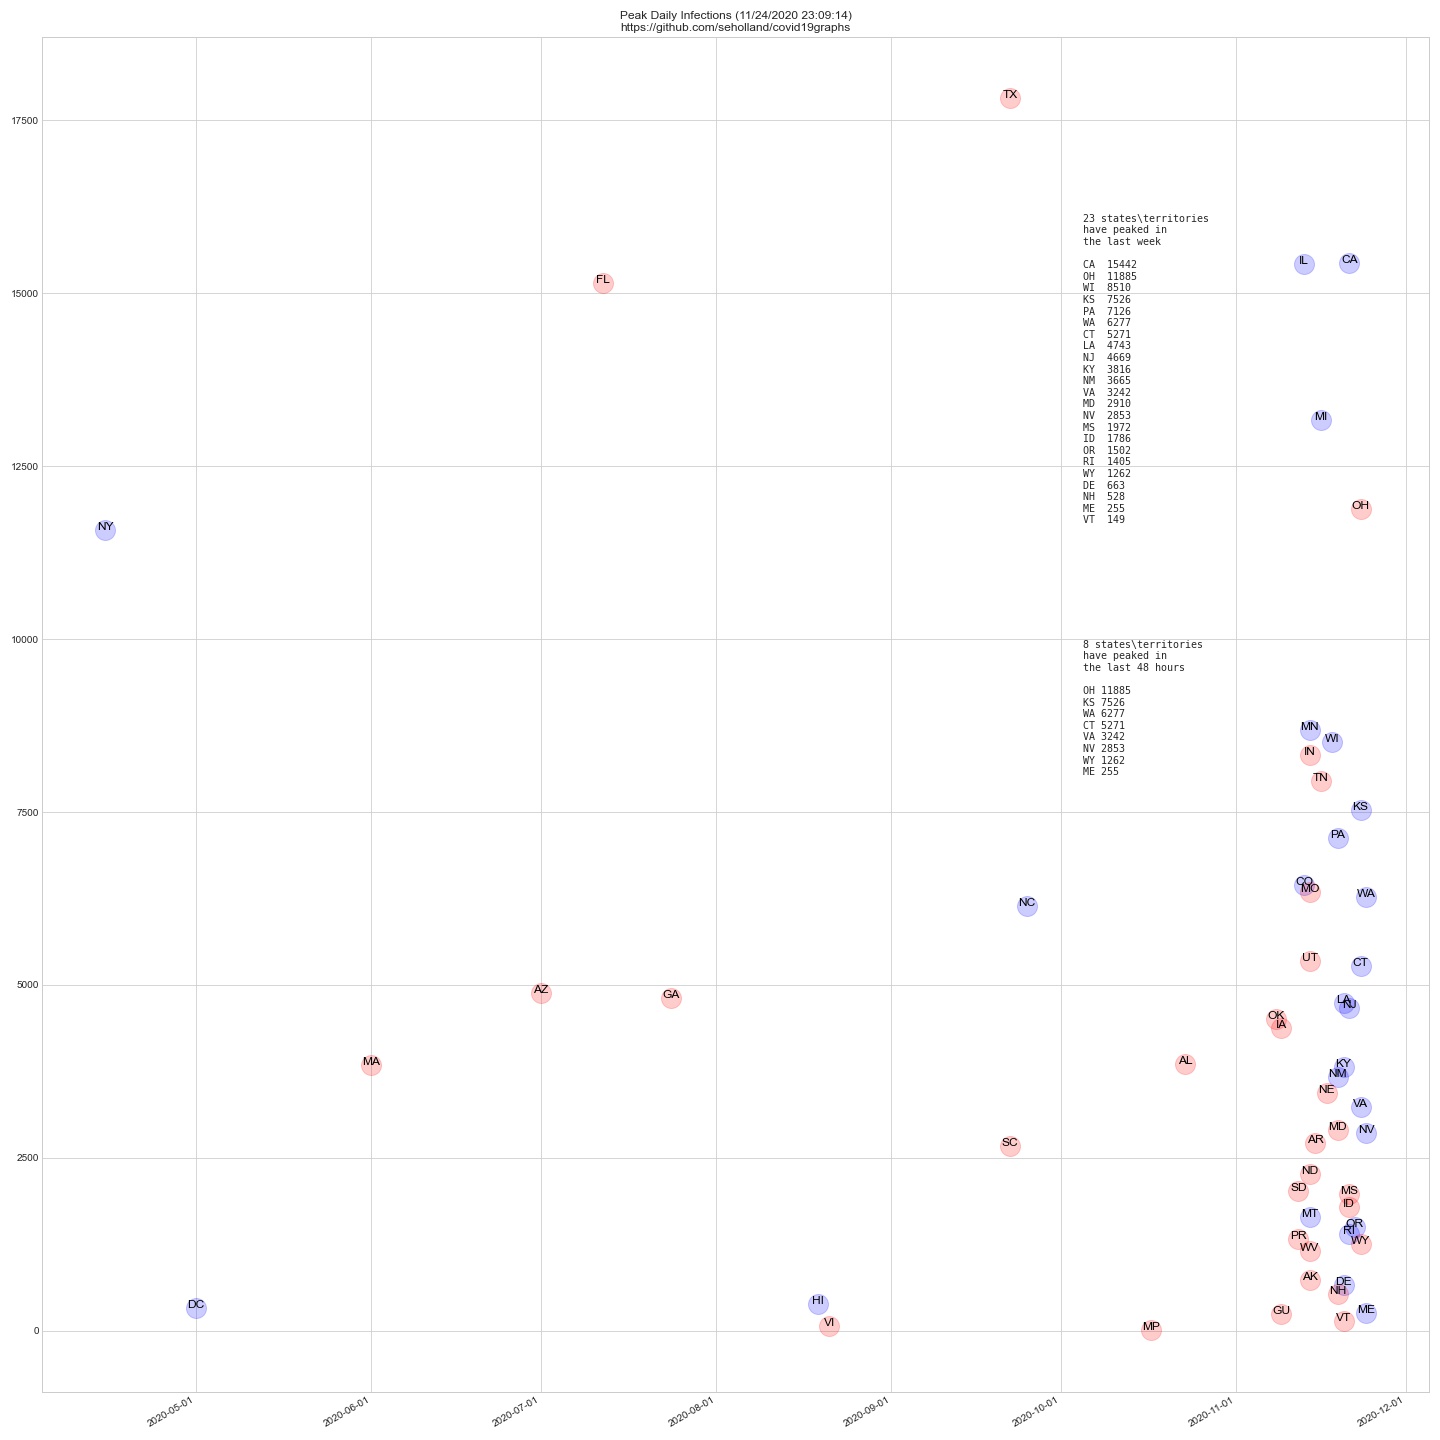 Peak Daily Infections (11/24/2020 23:09:14)
https://github.com/seholland/covid19graphs
17500
15000
12500
10000
7500
5000
2500
0
TX
23 states\territories
have peaked in
the last week
CA 15442
OH 11885
WI 8510
KS 7526
PA 7126
WA 6277
CT 5271
LA 4743
NJ 4669
KY 3816
NM 3665
VA 3242
MD 2910
NV 2853
MS 1972
ID 1786
OR 1502
RI 1405
WY 1262
DE 663
NH 528
ME 255
VT 149
IL
CA
FL
MI
OH
NY
8 states\territories
have peaked in
the last 48 hours
OH 11885
KS 7526
WA 6277
CT 5271
VA 3242
NV 2853
WY 1262
ME 255
MN
WI
IN
TN
KS
PA
CO
MO
WA
NC
UT
CT
AZ
GA
LA
NJ
OK
IA
MA
AL
KY
NM
NE
VA
SC
AR
MD
NV
ND
SD
MS
ID
MT
OR
RI
PR
WV
WY
AK
DE
NH
DC
HI
VI
MP
GU
ME
VT
2020-05-01
2020-06-01
2020-07-01
2020-08-01
2020-09-01
2020-10-01
2020-11-01
2020-12-01